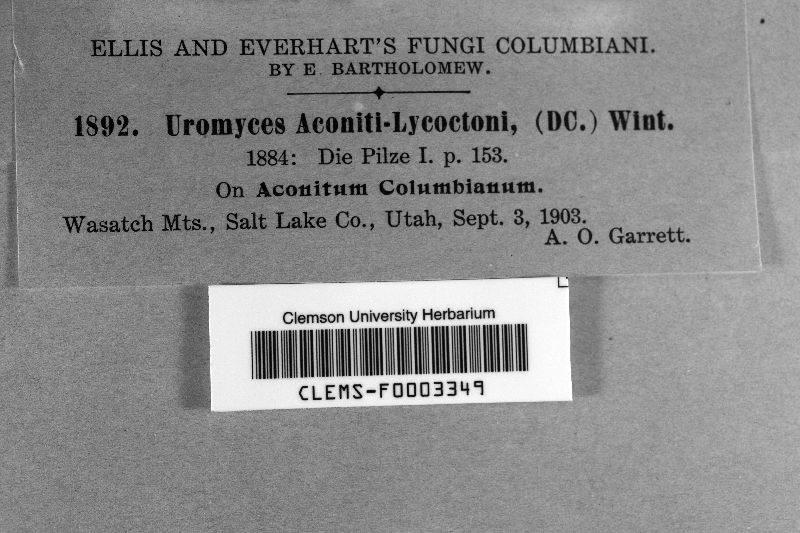 ELLIS AND EVERHART'S FUNGI COLUMBIANI.
BY E. BARTHOLOMEW.
1892. Uromyces Aconiti-Lycoctoni, (DC.) Wint.
1884: Die Pilze I. p. 153.
On Aconitum Columbianum.
Wasatch Mts., Salt Lake Co., Utah, Sept. 3, 1903.
A. O. Garrett.
Clemson University Herbarium
CLEMS-F0003349